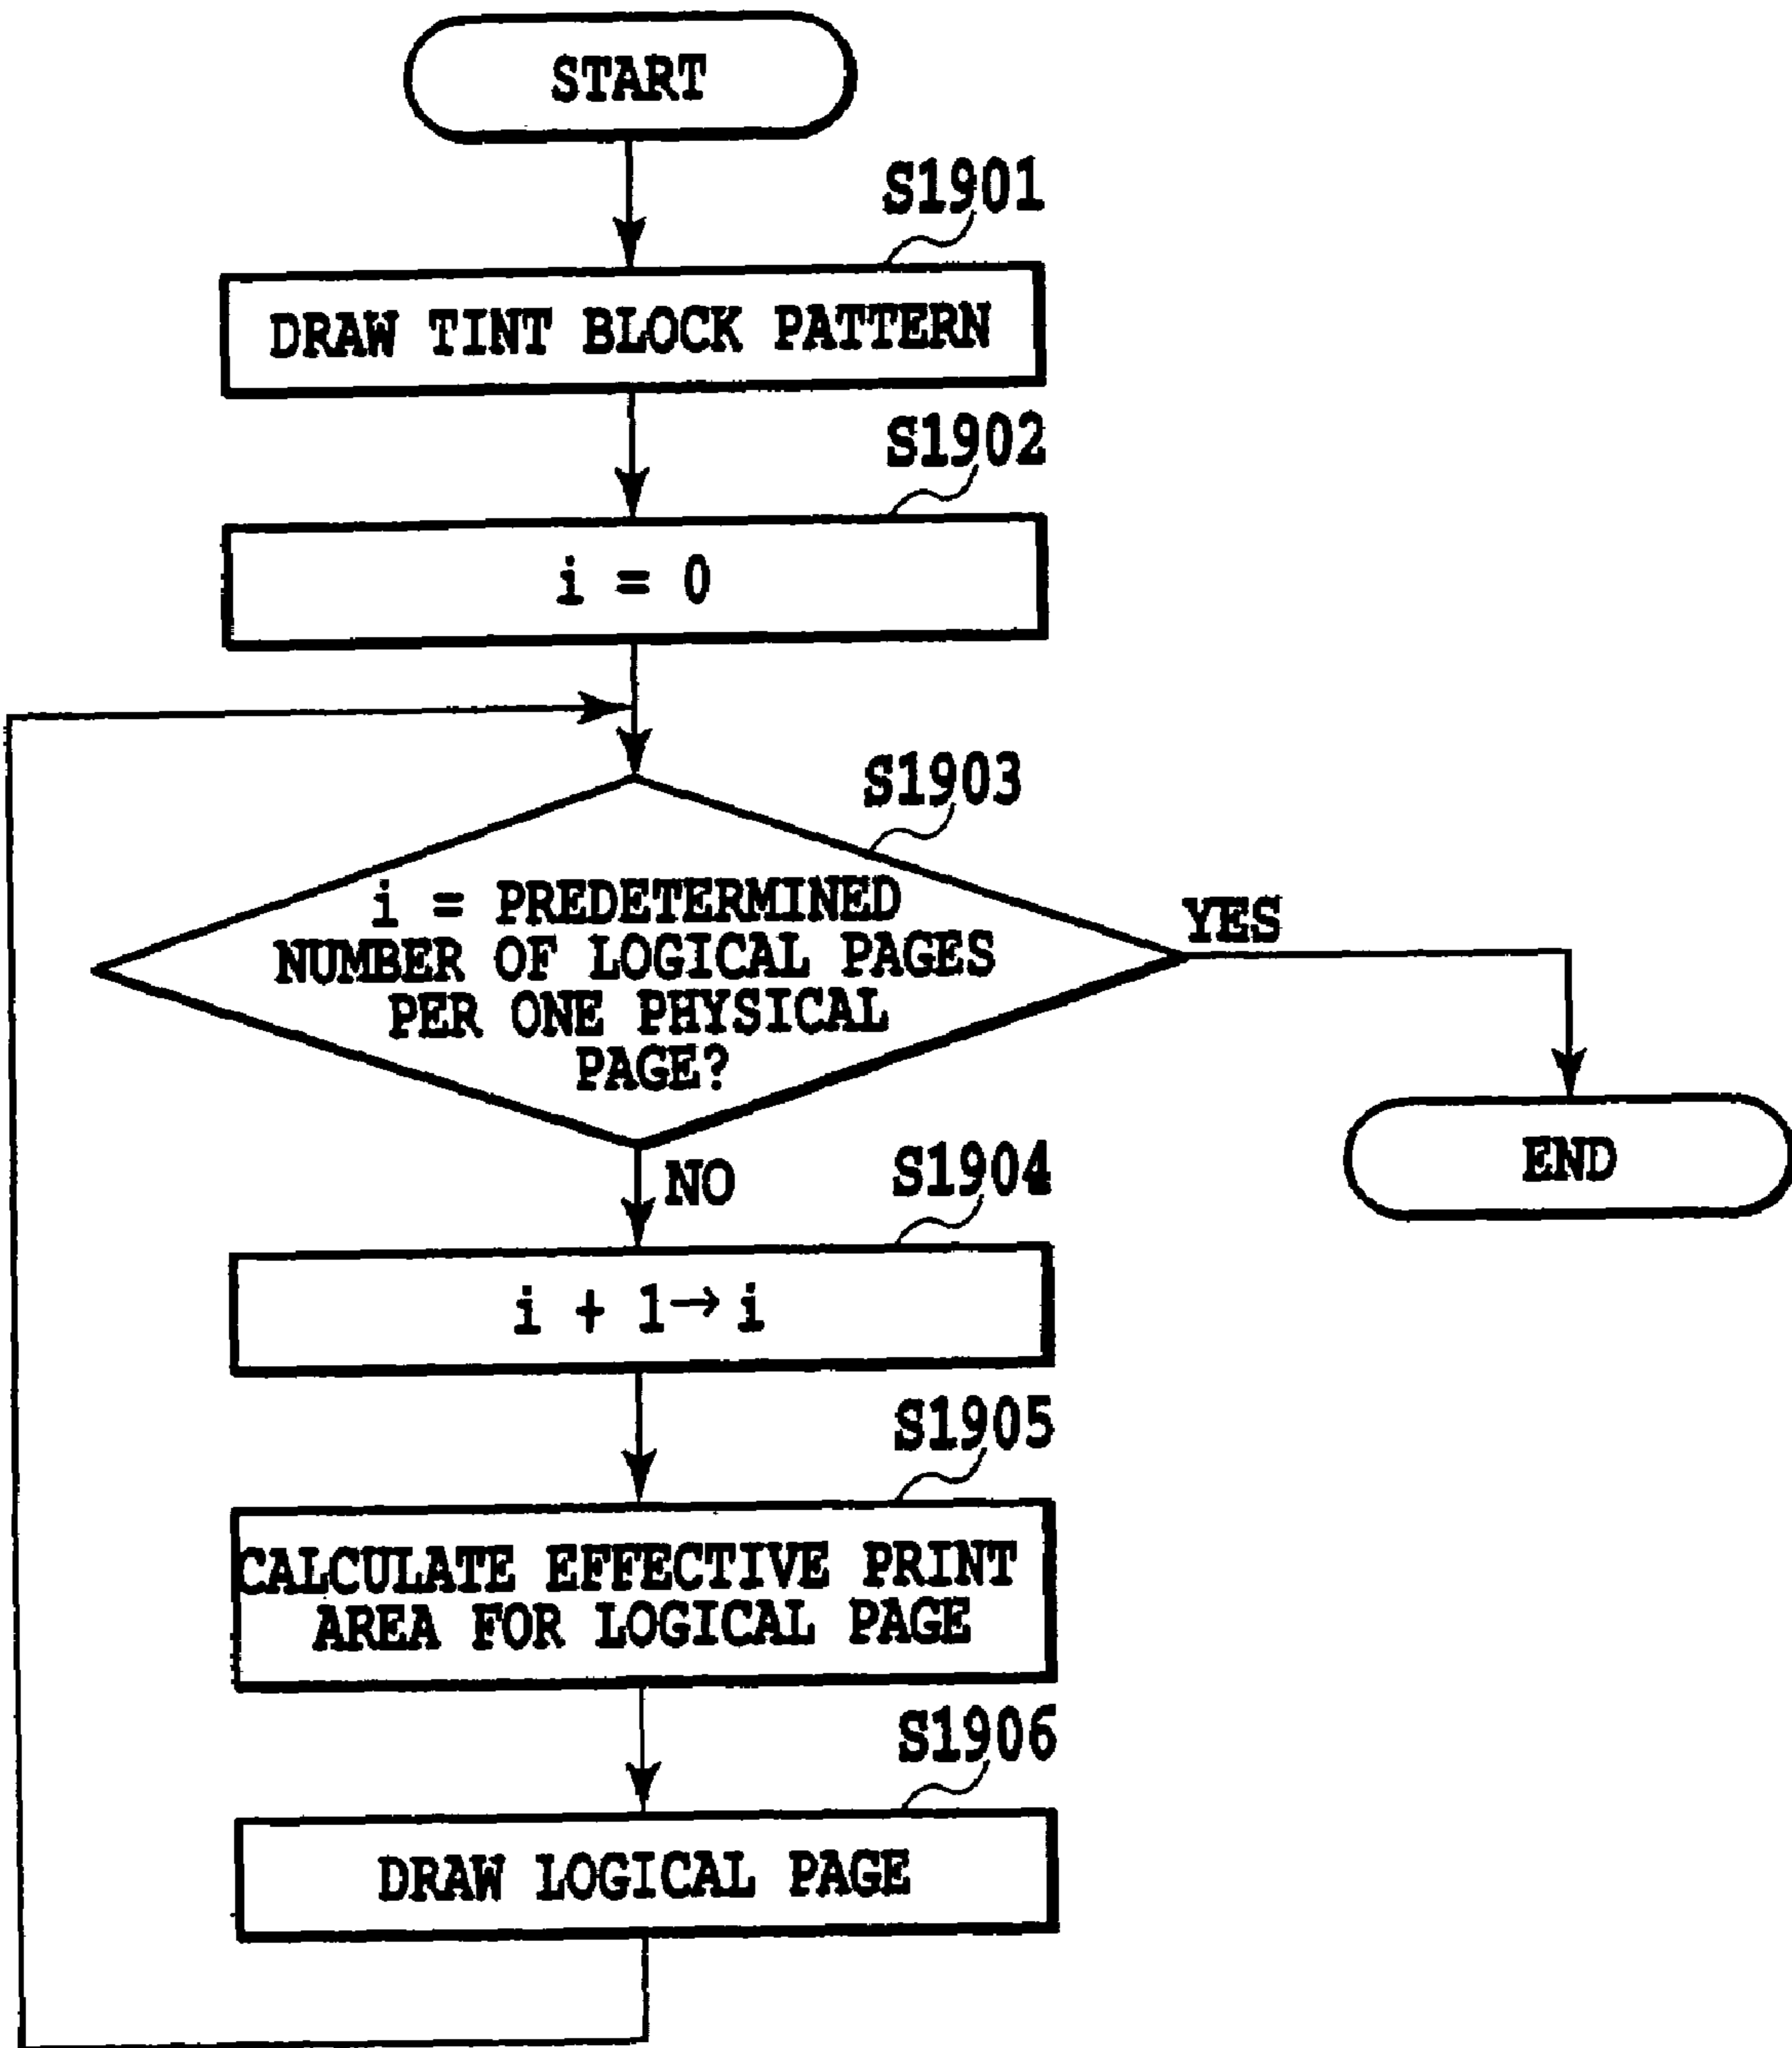 START
S1901
DRAW TINT BLOCK PATTERN
S1902
i = 0
S1903
i = PREDETERMINED
NUMBER OF LOGICAL PAGES
PER ONE PHYSICAL
PAGE?
YES
END
NO
S1904
i + 1→i
S1905
CALCULATE EFFECTIVE PRINT
AREA FOR LOGICAL PAGE
S1906
DRAW LOGICAL PAGE